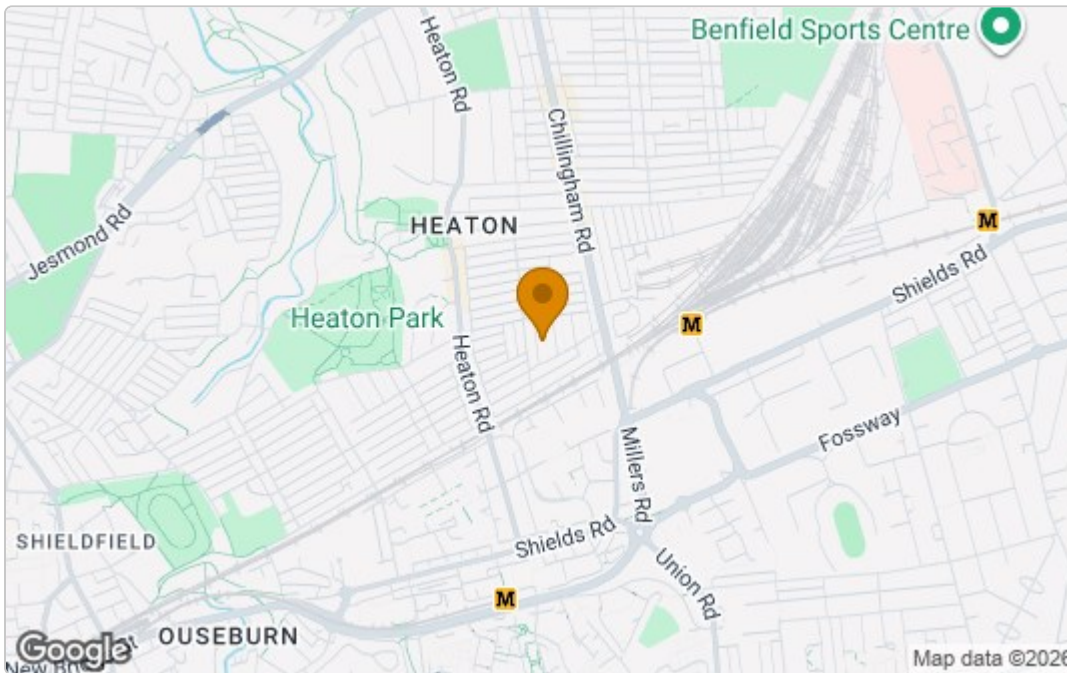 Benfield Sports Centre
Heaton Rd
Chillingham Rd
Jesmond Rd
HEATON
M
Shields Rd
Heaton Park
M
Heaton Rd
Fossway
Millers Rd
SHIELDFIELD
Shields Rd
Union Rd
M
OUSEBURN
Google
New
Map data ©2026